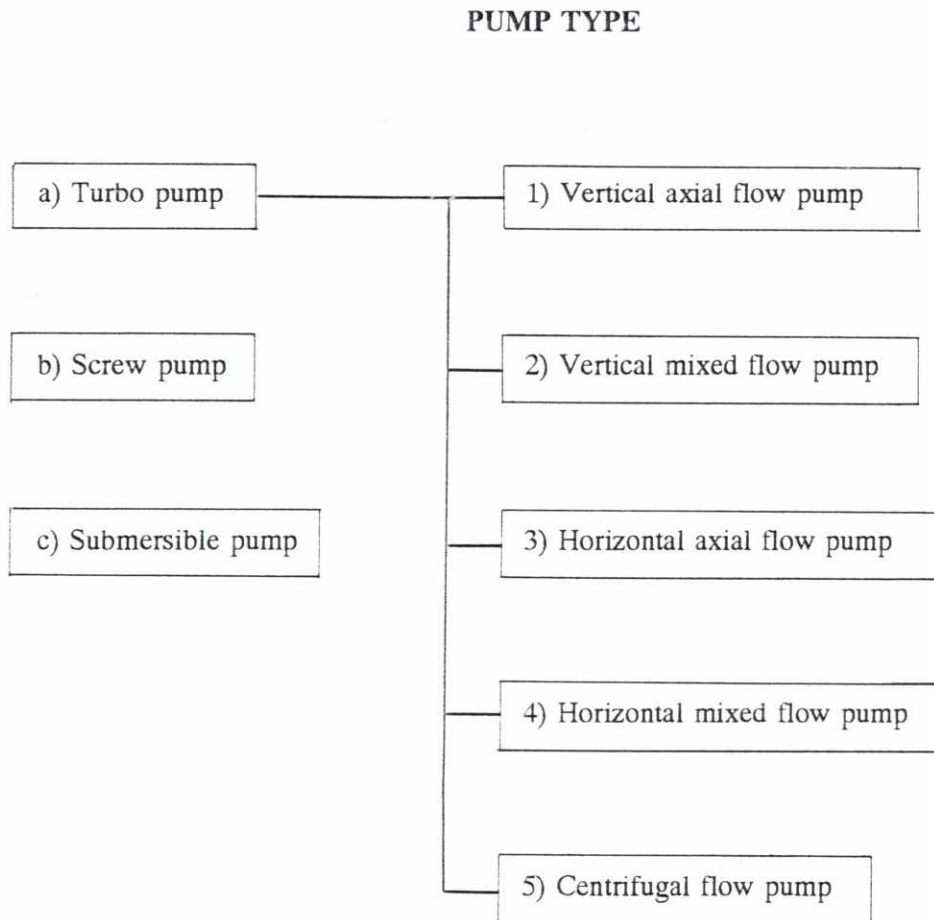 PUMP TYPE
a) Turbo pump
1) Vertical axial flow pump
b) Screw pump
2) Vertical mixed flow pump
c) Submersible pump
3) Horizontal axial flow pump
4) Horizontal mixed flow pump
5) Centrifugal flow pump